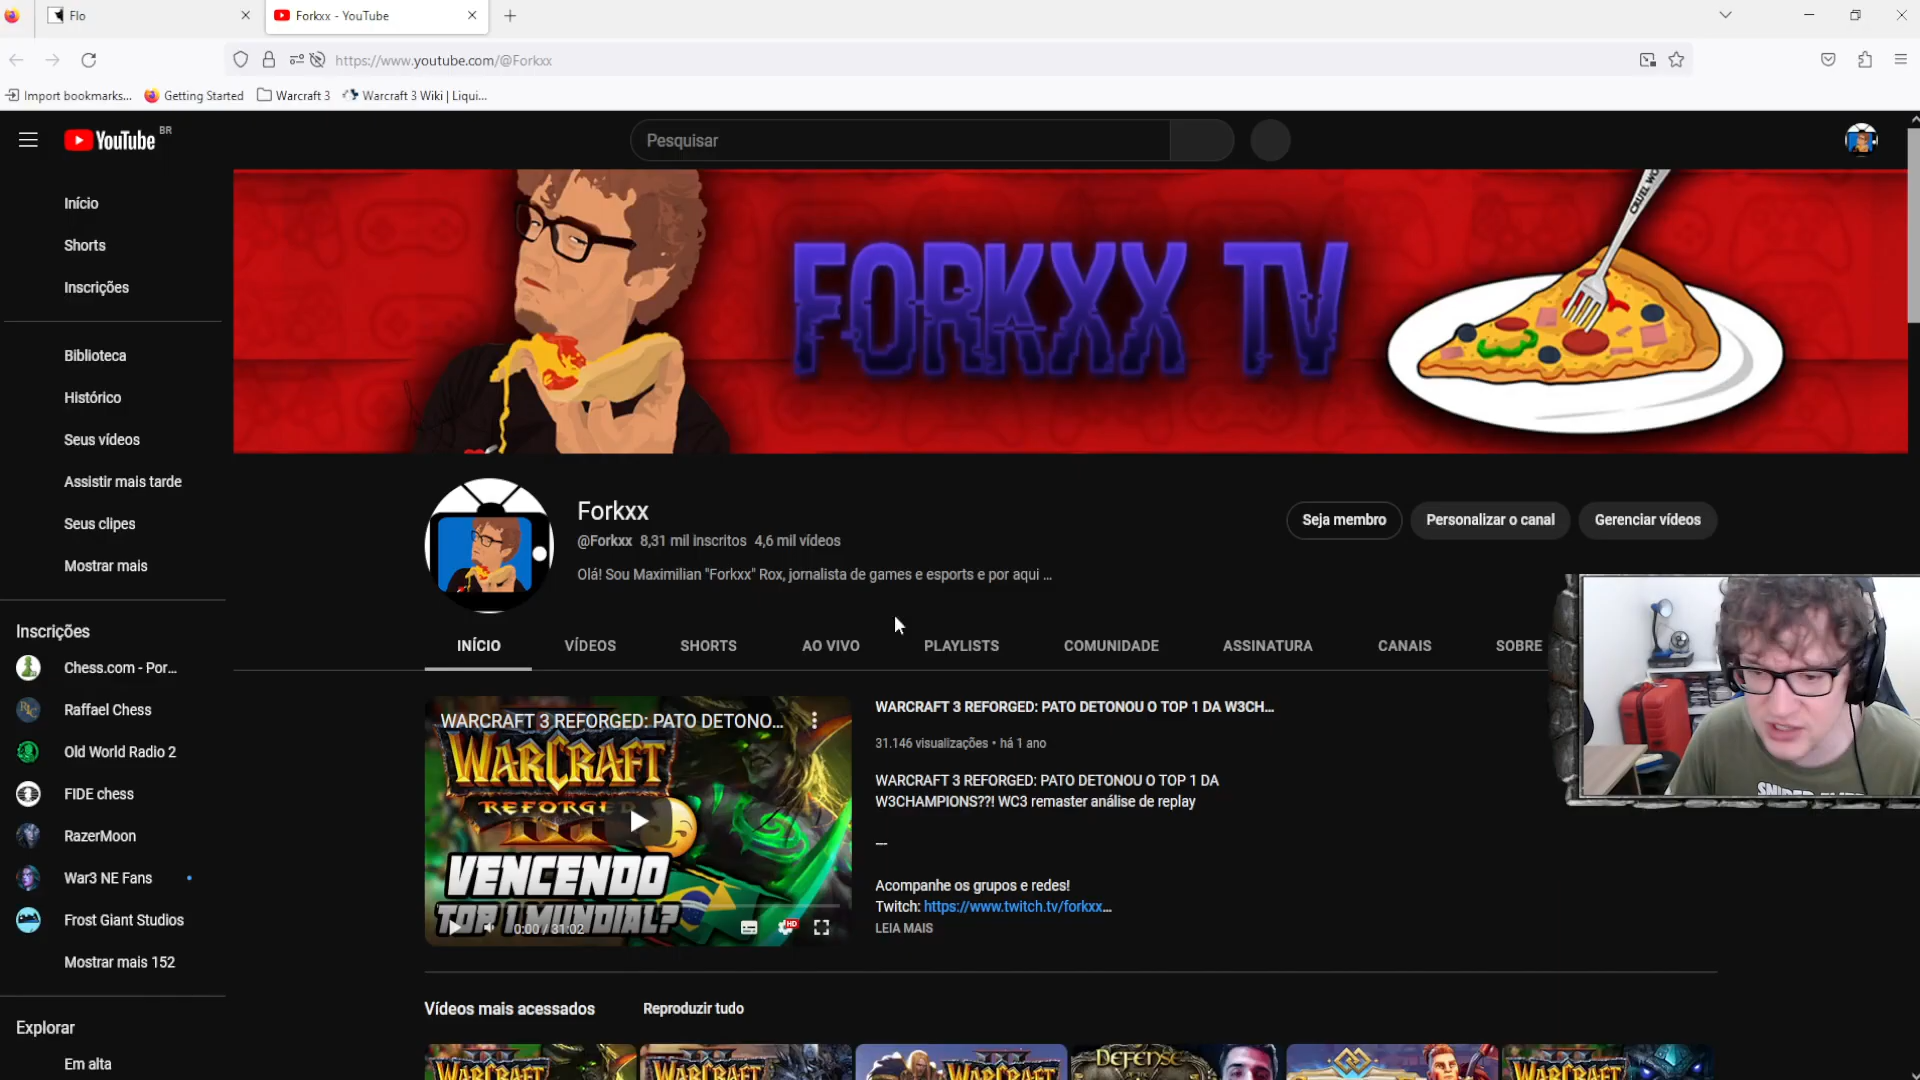 Flo
Forkxx - YouTube
https://www.youtube.com/@Forkxx
Import bookmarks...
Getting Started
Warcraft 3
Warcraft 3 Wiki | Liqui...
YouTube BR
Pesquisar
Início
Shorts
Inscrições
Biblioteca
Histórico
Seus vídeos
Assistir mais tarde
Seus clipes
Mostrar mais
Inscrições
Chess.com - Por...
Raffael Chess
Old World Radio 2
FIDE chess
RazerMoon
War3 NE Fans
Frost Giant Studios
Mostrar mais 152
Explorar
Em alta
FORKXX TV
Forkxx
@Forkxx 8,31 mil inscritos 4,6 mil vídeos
Olá! Sou Maximilian "Forkxx" Rox, jornalista de games e esports e por aqui ...
Seja membro
Personalizar o canal
Gerenciar vídeos
INÍCIO
VÍDEOS
SHORTS
AO VIVO
PLAYLISTS
COMUNIDADE
ASSINATURA
CANAIS
SOBRE
WARCRAFT 3 REFORGED: PATO DETONO...
WARCRAFT
REFORGED
VENCENDO
TOP 1 MUNDIAL?
0:00 / 31:02
HD
WARCRAFT 3 REFORGED: PATO DETONOU O TOP 1 DA W3CH...
31.146 visualizações • há 1 ano
WARCRAFT 3 REFORGED: PATO DETONOU O TOP 1 DA
W3CHAMPIONS??! WC3 remaster análise de replay
---
Acompanhe os grupos e redes!
Twitch: https://www.twitch.tv/forkxx...
LEIA MAIS
Vídeos mais acessados
Reproduzir tudo
WARCRAFT
WARCRAFT
WARCRAFT
DEFENSE
WARCRAFT